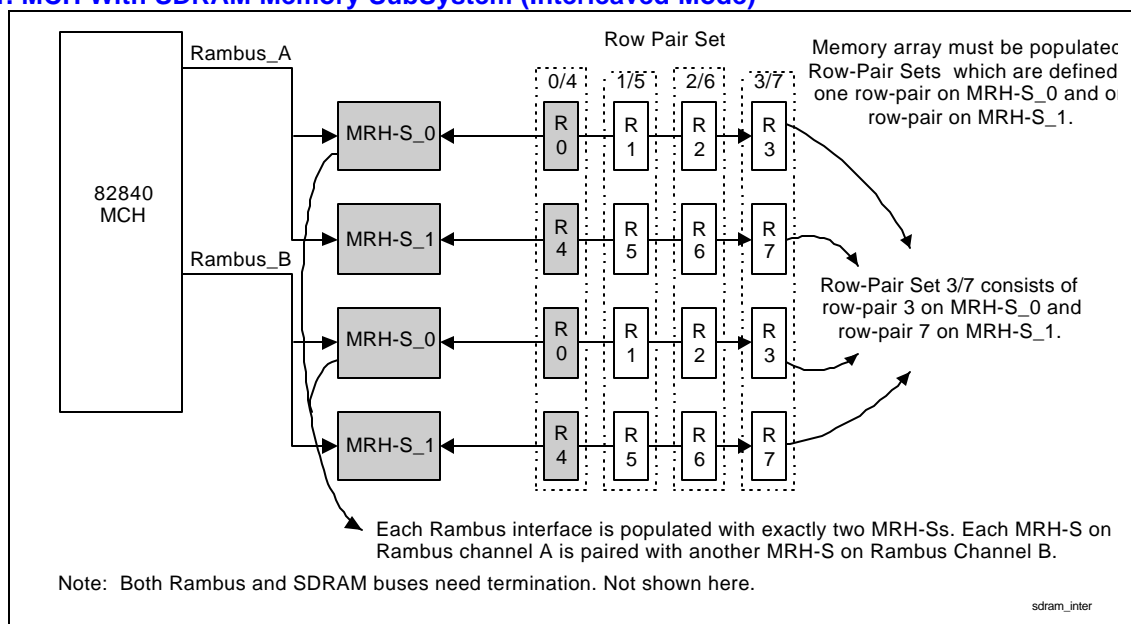 MCH With SDRAM Memory SubSystem (Interleaved Mode)
Rambus_A
Row Pair Set
Memory array must be populated
Row-Pair Sets which are defined
one row-pair on MRH-S_0 and
row-pair on MRH-S_1.
0/4 1/5 2/6 3/7
MRH-S_0
R 0
R 1
R 2
R 3
82840
MCH
MRH-S_1
R 4
R 5
R 6
R 7
Rambus_B
Row-Pair Set 3/7 consists of
row-pair 3 on MRH-S_0 and
row-pair 7 on MRH-S_1.
MRH-S_0
R 0
R 1
R 2
R 3
MRH-S_1
R 4
R 5
R 6
R 7
Each Rambus interface is populated with exactly two MRH-Ss. Each MRH-S on
Rambus channel A is paired with another MRH-S on Rambus Channel B.
Note: Both Rambus and SDRAM buses need termination. Not shown here.
sdram_inter